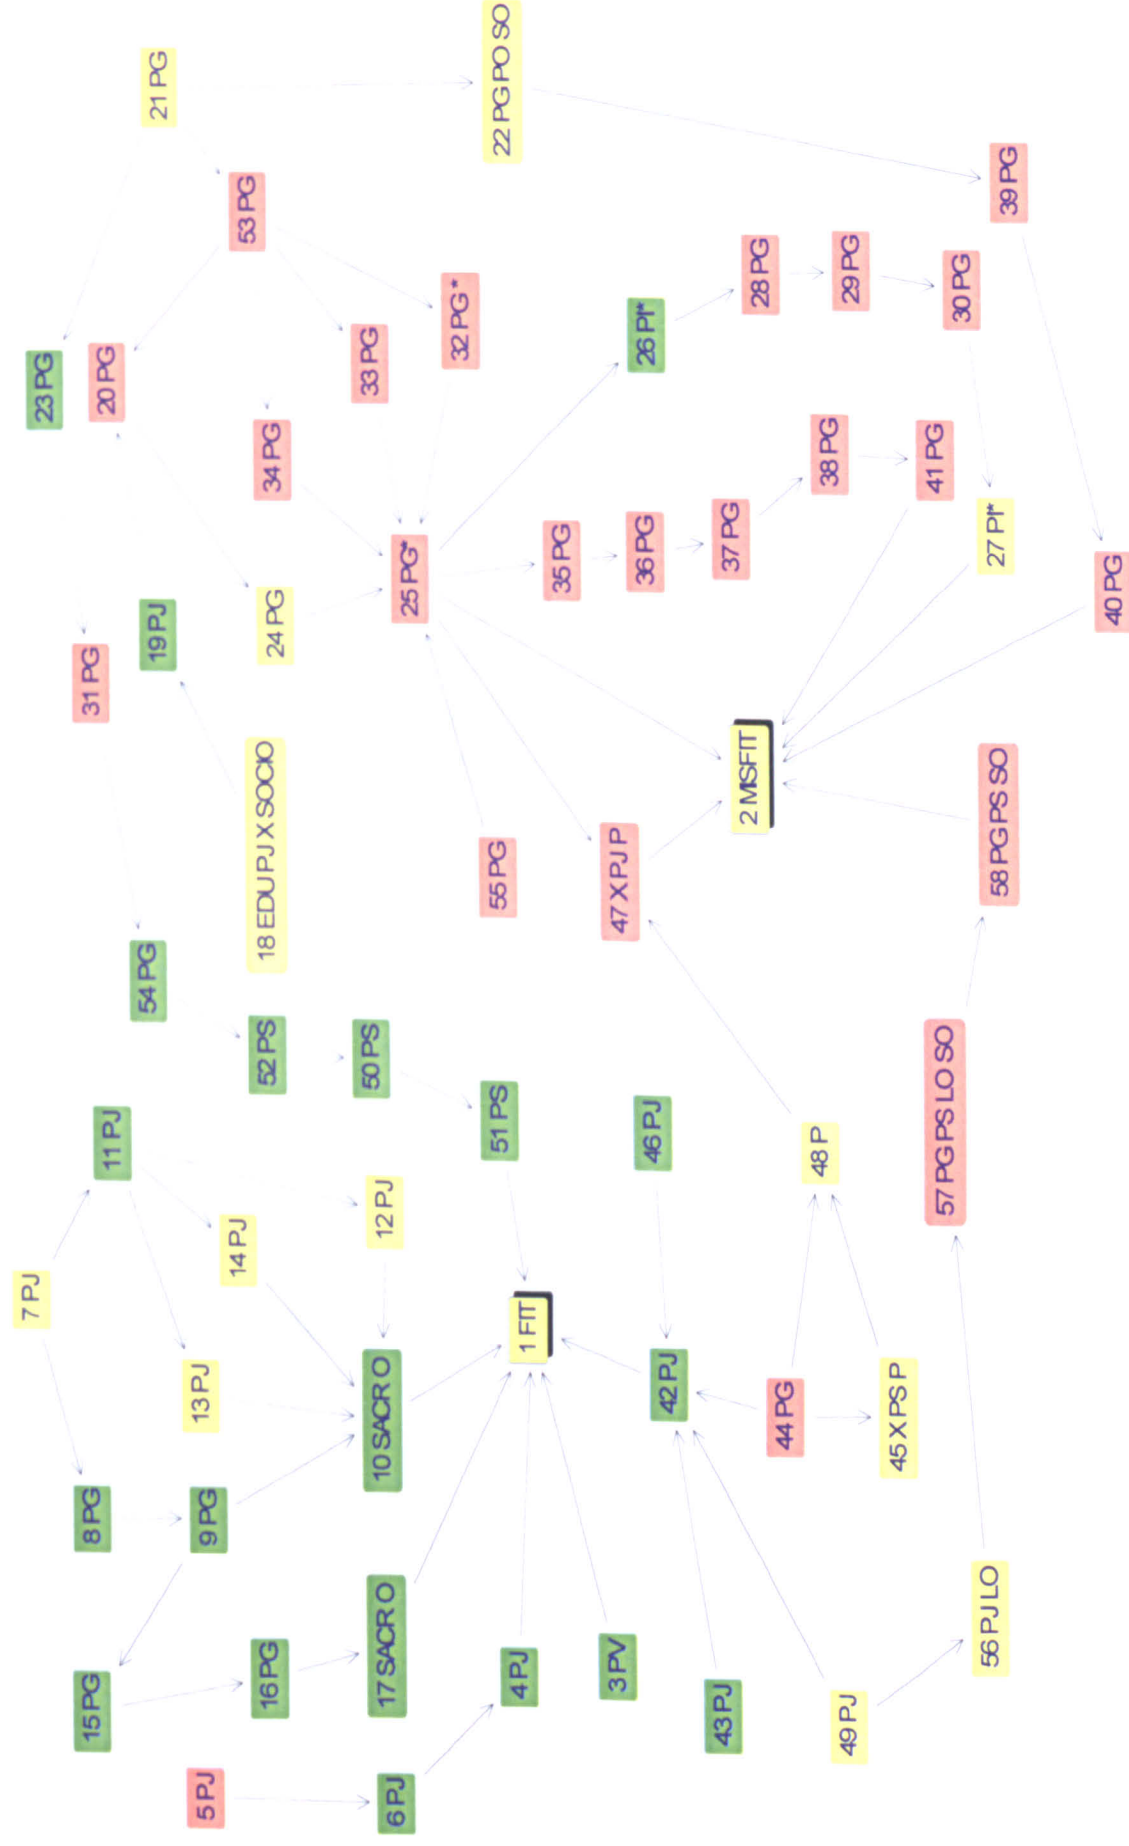 5 PJ
6 PJ
15 PG
16 PG
17 SACR O
4 PJ
3 PV
43 PJ
49 PJ
56 PJ LO
8 PG
9 PG
7 PJ
13 PJ
14 PJ
11 PJ
12 PJ
10 SACR O
1 FIT
42 PJ
44 PG
45 X PS P
46 PJ
48 P
57 PG PS LO SO
54 PG
52 PS
50 PS
51 PS
31 PG
19 PJ
18 EDU PJ X SOCIO
55 PG
47 X PJ P
2 MISFIT
58 PG PS SO
23 PG
20 PG
24 PG
34 PG
33 PG
25 PG*
32 PG *
35 PG
36 PG
37 PG
38 PG
41 PG
27 PI*
40 PG
21 PG
53 PG
22 PG PO SO
26 PI*
28 PG
29 PG
30 PG
39 PG